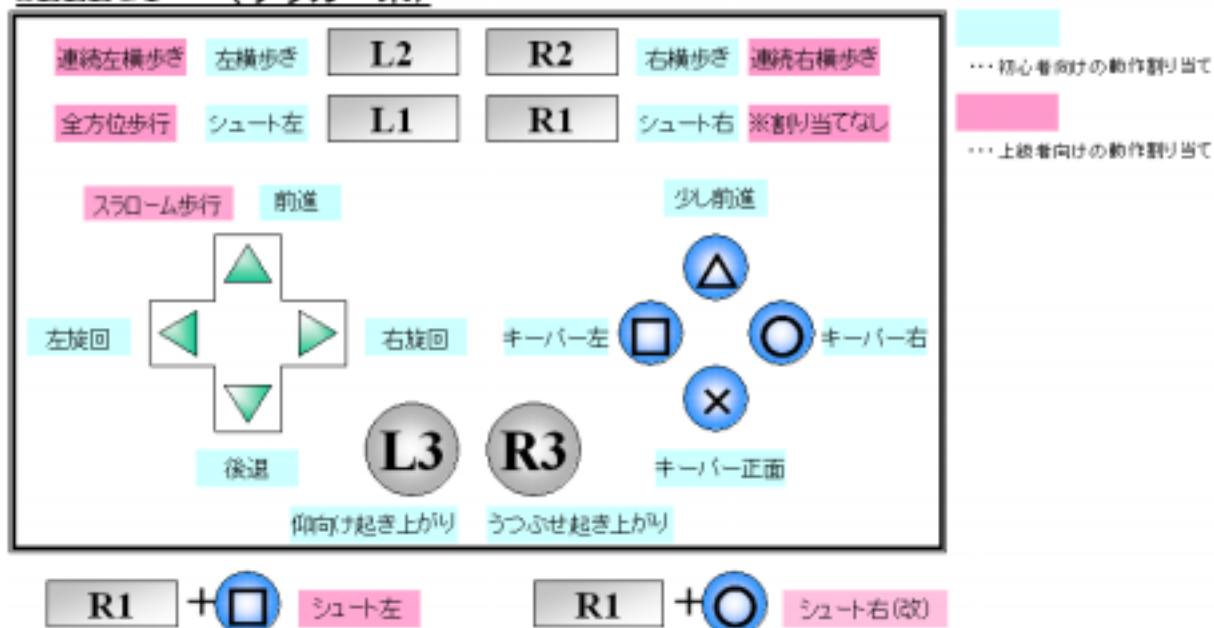 連続左横歩き 左横歩き L2 R2 右横歩き 連続右横歩き
・・・初心者向けの動作割り当て
全方位歩行 シュート左 L1 R1 シュート右 ※割り当てなし
・・・上級者向けの動作割り当て
スラローム歩行 前進 少し前進
左旋回 右旋回 キーパー左 キーパー右
L3 R3
後退 キーパー正面
仰向け起き上がり うつぶせ起き上がり
R1 + シュート左 R1 + シュート右(改)